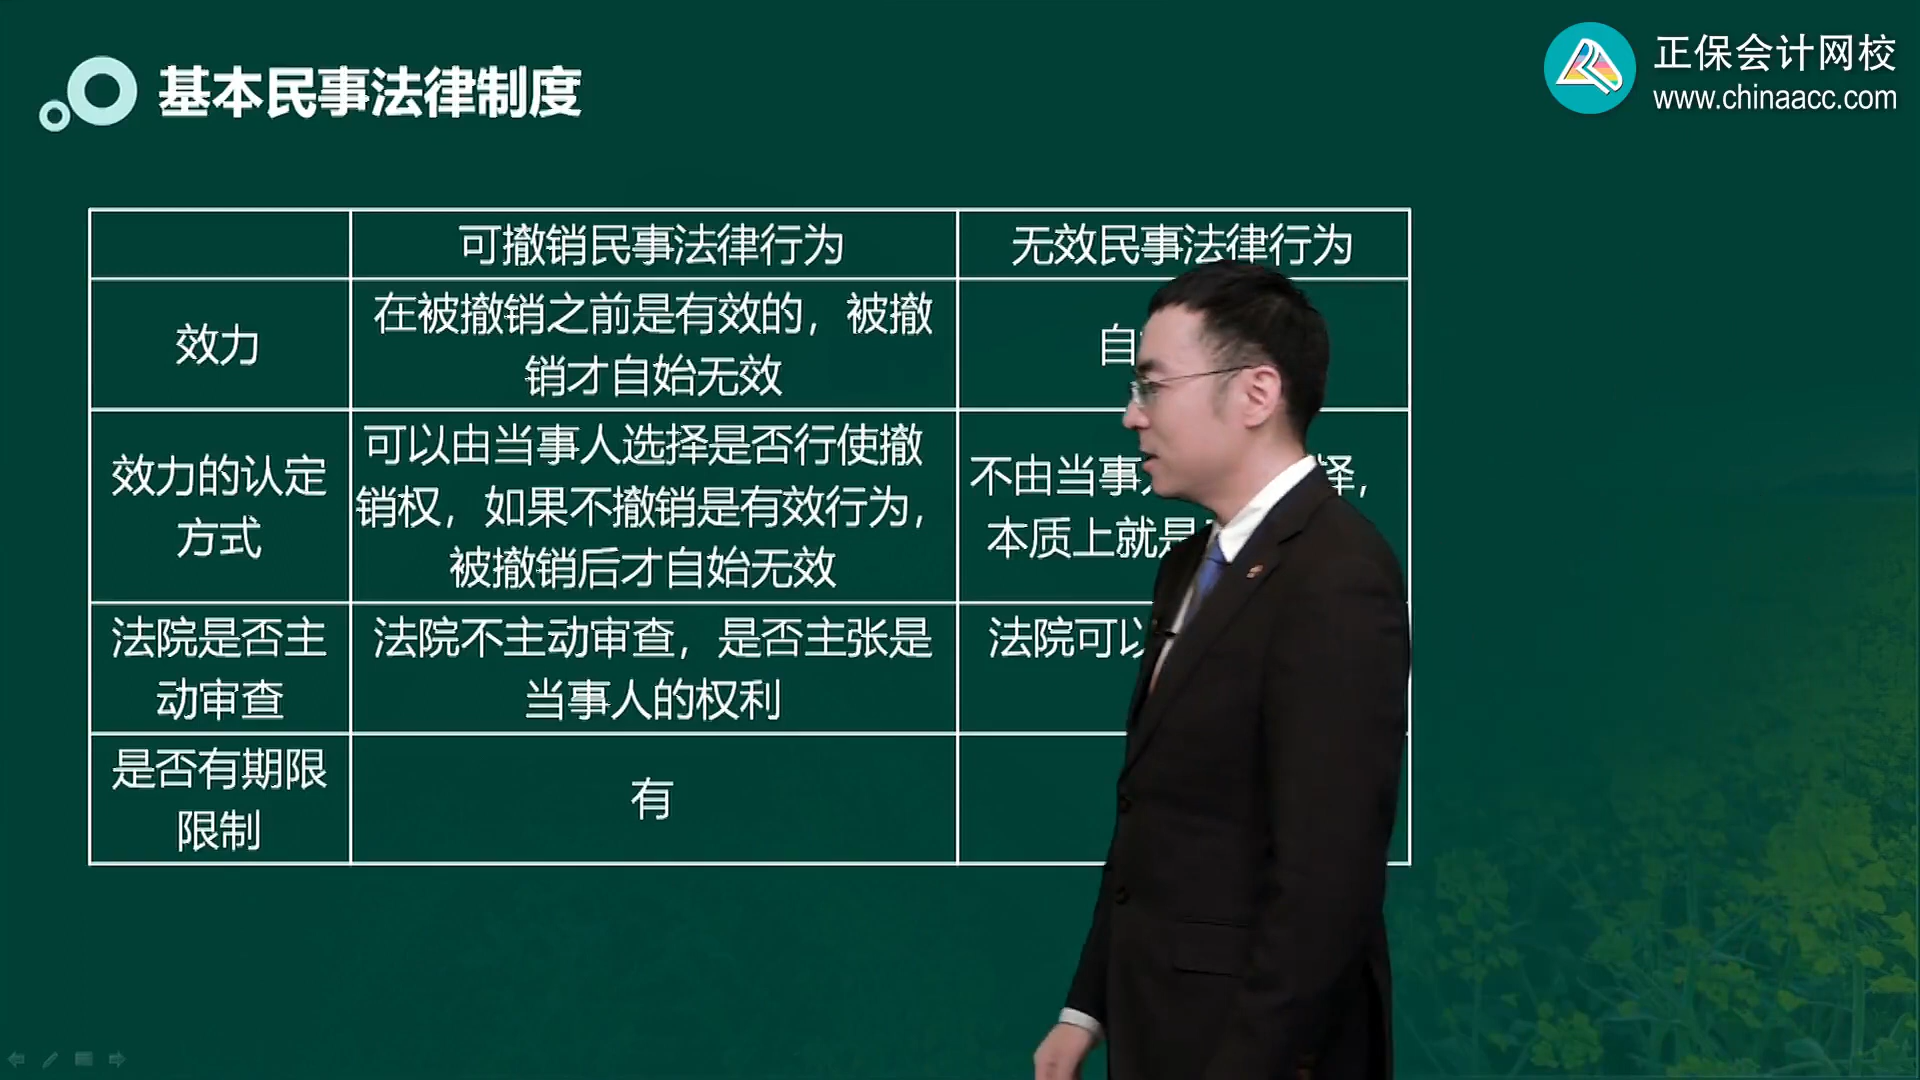 基本民事法律制度
正保会计网校
www.chinaacc.com
可撤销民事法律行为
无效民事法律行为
效力
在被撤销之前是有效的，被撤
销才自始无效
自
效力的认定
方式
可以由当事人选择是否行使撤
销权，如果不撤销是有效行为，
被撤销后才自始无效
不由当事 择，
本质上就是
法院是否主
动审查
法院不主动审查，是否主张是
当事人的权利
法院可以
是否有期限
限制
有